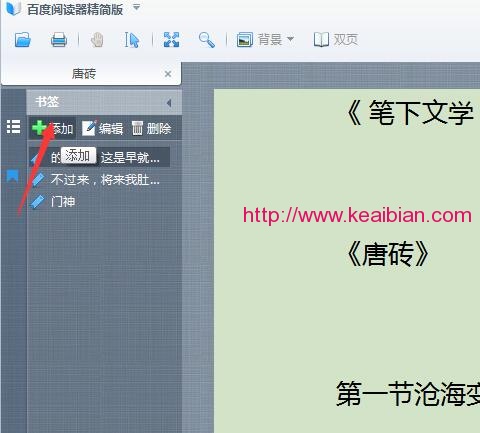 百度阅读器精简版
背景 双页
唐砖 ×
书签
添加 编辑 删除
的 这是早就...
添加
不过来，将来我肚...
门神
《 笔下文学
http://www.keaibian.com
《唐砖》
第一节沧海变